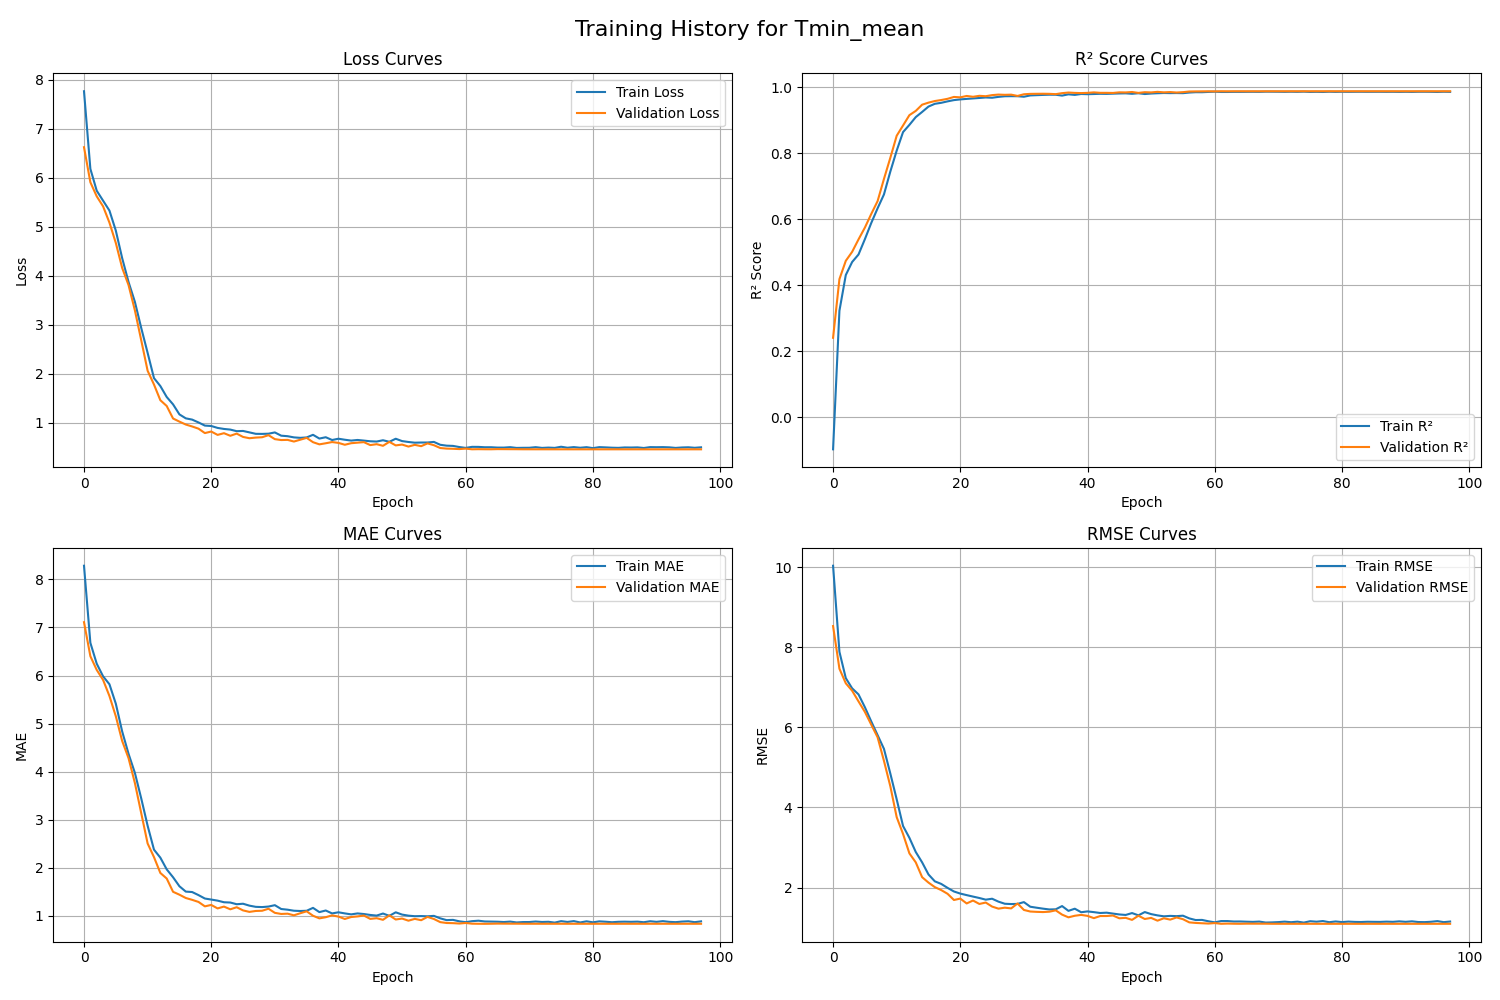 Training History for Tmin_mean
Loss Curves
8
7
6
5
4
3
2
1
Loss
Train Loss
Validation Loss
0
20
40
60
80
100
Epoch
R² Score Curves
1.0
0.8
0.6
0.4
0.2
0.0
R² Score
Train R²
Validation R²
0
20
40
60
80
100
Epoch
MAE Curves
8
7
6
5
4
3
2
1
MAE
Train MAE
Validation MAE
0
20
40
60
80
100
Epoch
RMSE Curves
10
8
6
4
2
RMSE
Train RMSE
Validation RMSE
0
20
40
60
80
100
Epoch